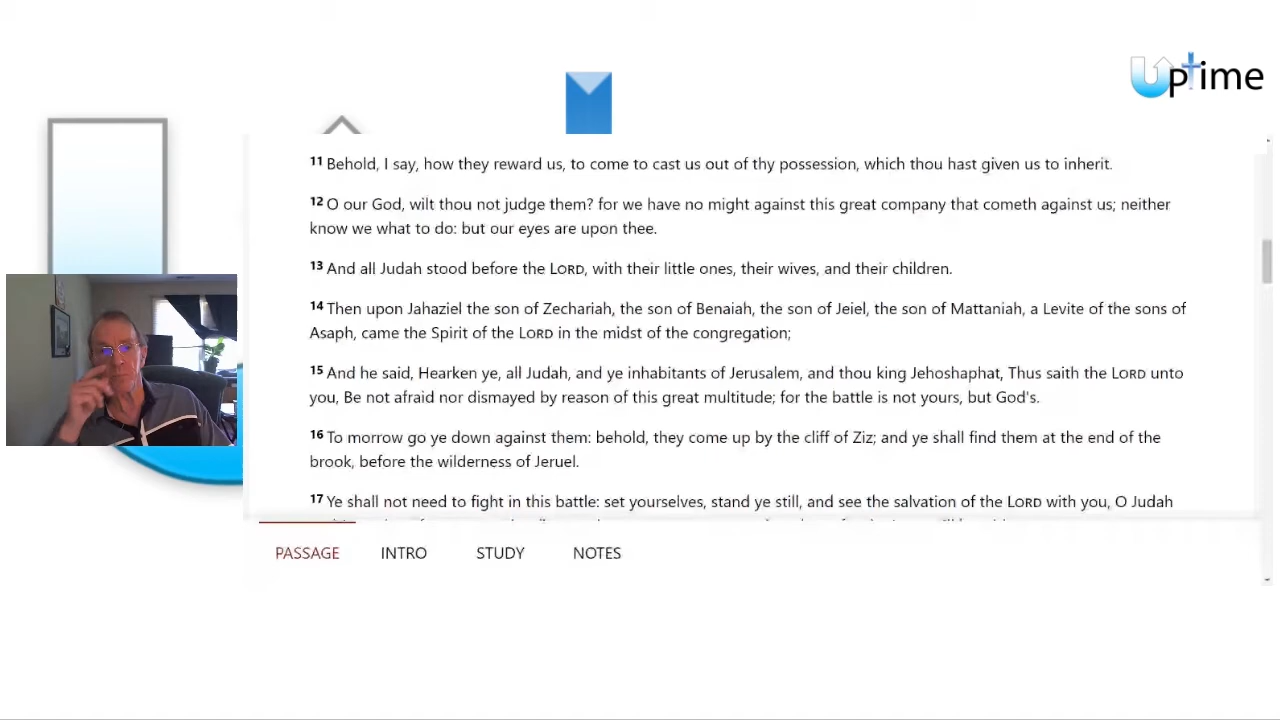 Uptime
11 Behold, I say, how they reward us, to come to cast us out of thy possession, which thou hast given us to inherit.
12 O our God, wilt thou not judge them? for we have no might against this great company that cometh against us; neither
know we what to do: but our eyes are upon thee.
13 And all Judah stood before the LORD, with their little ones, their wives, and their children.
14 Then upon Jahaziel the son of Zechariah, the son of Benaiah, the son of Jeiel, the son of Mattaniah, a Levite of the sons of
Asaph, came the Spirit of the LORD in the midst of the congregation;
15 And he said, Hearken ye, all Judah, and ye inhabitants of Jerusalem, and thou king Jehoshaphat, Thus saith the LORD unto
you, Be not afraid nor dismayed by reason of this great multitude; for the battle is not yours, but God's.
16 To morrow go ye down against them: behold, they come up by the cliff of Ziz; and ye shall find them at the end of the
brook, before the wilderness of Jeruel.
17 Ye shall not need to fight in this battle: set yourselves, stand ye still, and see the salvation of the LORD with you, O Judah
PASSAGE INTRO STUDY NOTES